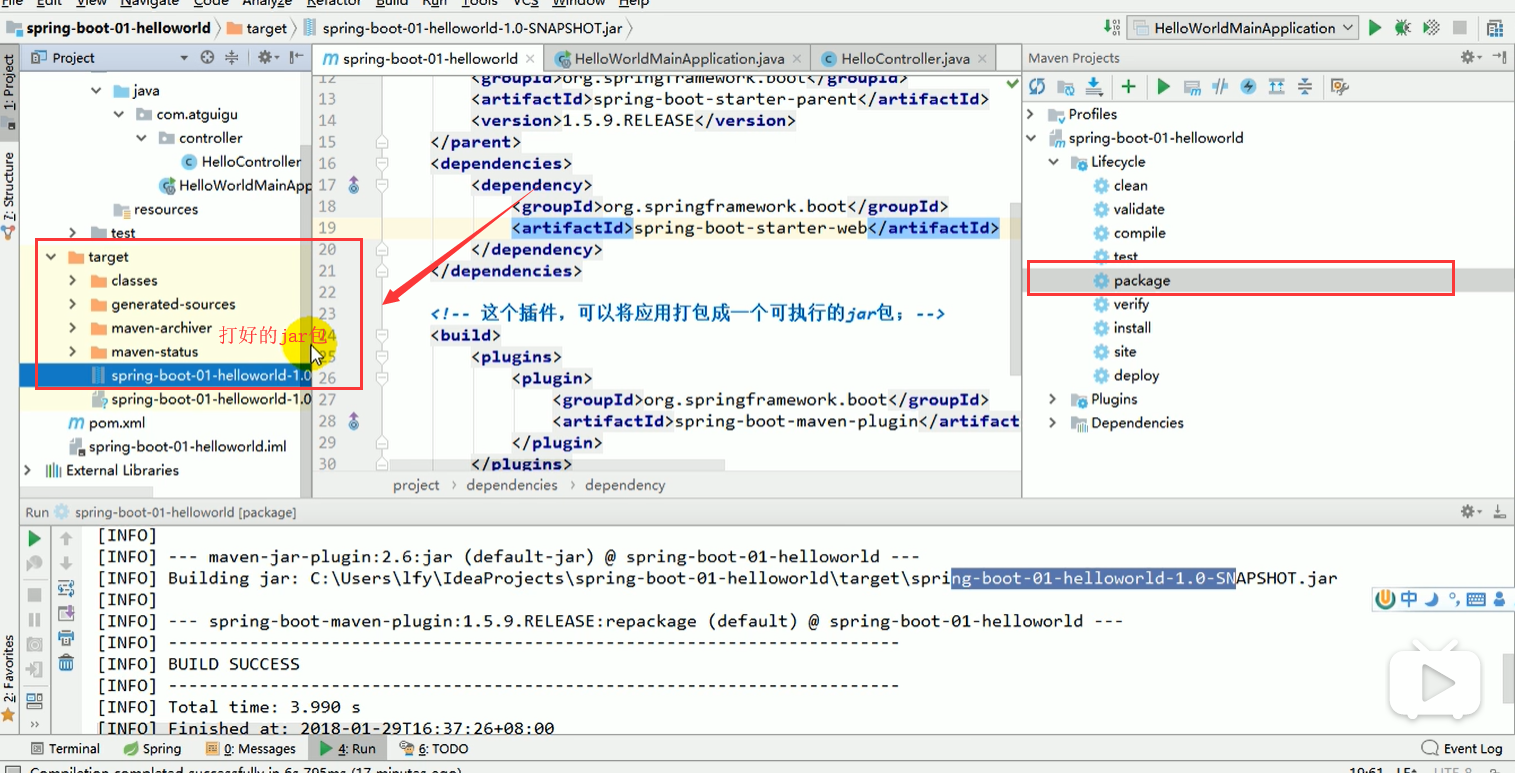 File Edit View Navigate Code Analyze Refactor Build Run Tools VCS Window Help
spring-boot-01-helloworld target spring-boot-01-helloworld-1.0-SNAPSHOT.jar
HelloWorldMainApplication
1: Project
Z: Structure
2: Favorites
Project
java
com.atguigu
controller
HelloController
HelloWorldMainApp
resources
test
target
classes
generated-sources
maven-archiver
maven-status
打好的jar包
spring-boot-01-helloworld-1.0
spring-boot-01-helloworld-1.0
pom.xml
spring-boot-01-helloworld.iml
External Libraries
spring-boot-01-helloworld HelloWorldMainApplication.java HelloController.java
12 <groupId>org.springframework.boot</groupId>
13 <artifactId>spring-boot-starter-parent</artifactId>
14 <version>1.5.9.RELEASE</version>
15 </parent>
16 <dependencies>
17 <dependency>
18 <groupId>org.springframework.boot</groupId>
19 <artifactId>spring-boot-starter-web</artifactId>
20 </dependency>
21 </dependencies>
22
23 <!-- 这个插件，可以将应用打包成一个可执行的jar包；-->
24 <build>
25 <plugins>
26 <plugin>
27 <groupId>org.springframework.boot</groupId>
28 <artifactId>spring-boot-maven-plugin</artifact
29 </plugin>
30 </plugins>
project dependencies dependency
Maven Projects
Profiles
spring-boot-01-helloworld
Lifecycle
clean
validate
compile
test
package
verify
install
site
deploy
Plugins
Dependencies
Run spring-boot-01-helloworld [package]
[INFO]
[INFO] --- maven-jar-plugin:2.6:jar (default-jar) @ spring-boot-01-helloworld ---
[INFO] Building jar: C:\Users\lfy\IdeaProjects\spring-boot-01-helloworld\target\spring-boot-01-helloworld-1.0-SNAPSHOT.jar
[INFO]
[INFO] --- spring-boot-maven-plugin:1.5.9.RELEASE:repackage (default) @ spring-boot-01-helloworld ---
[INFO] ------------------------------------------------------------------------
[INFO] BUILD SUCCESS
[INFO] ------------------------------------------------------------------------
[INFO] Total time: 3.990 s
[INFO] Finished at: 2018-01-29T16:37:26+08:00
中
Terminal Spring 0: Messages 4: Run 6: TODO Event Log
Compilation completed successfully in 6s 795ms (17 minutes ago) 19:61 UTF-8